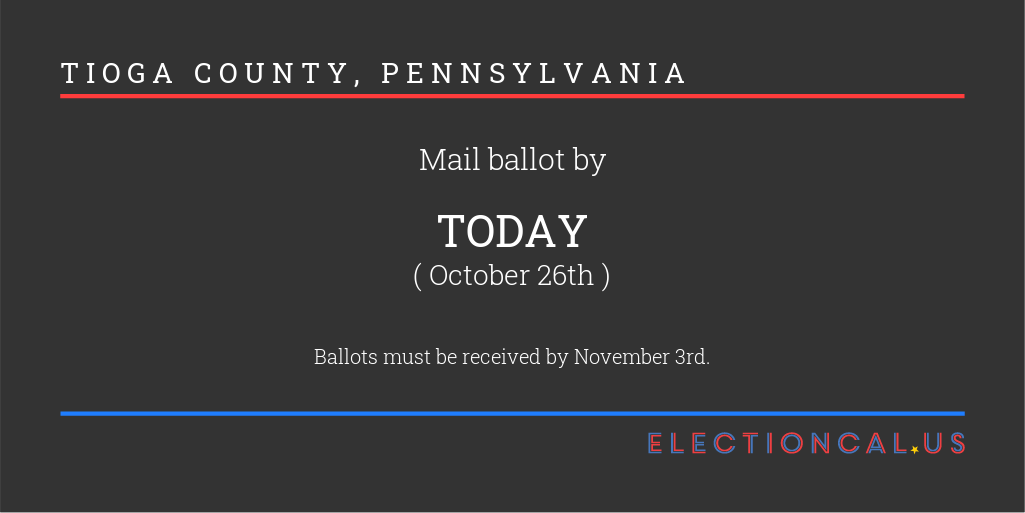 TIOGA COUNTY, PENNSYLVANIA
Mail ballot by
TODAY
( October 26th )
Ballots must be received by November 3rd.
ELECTIONCAL.US